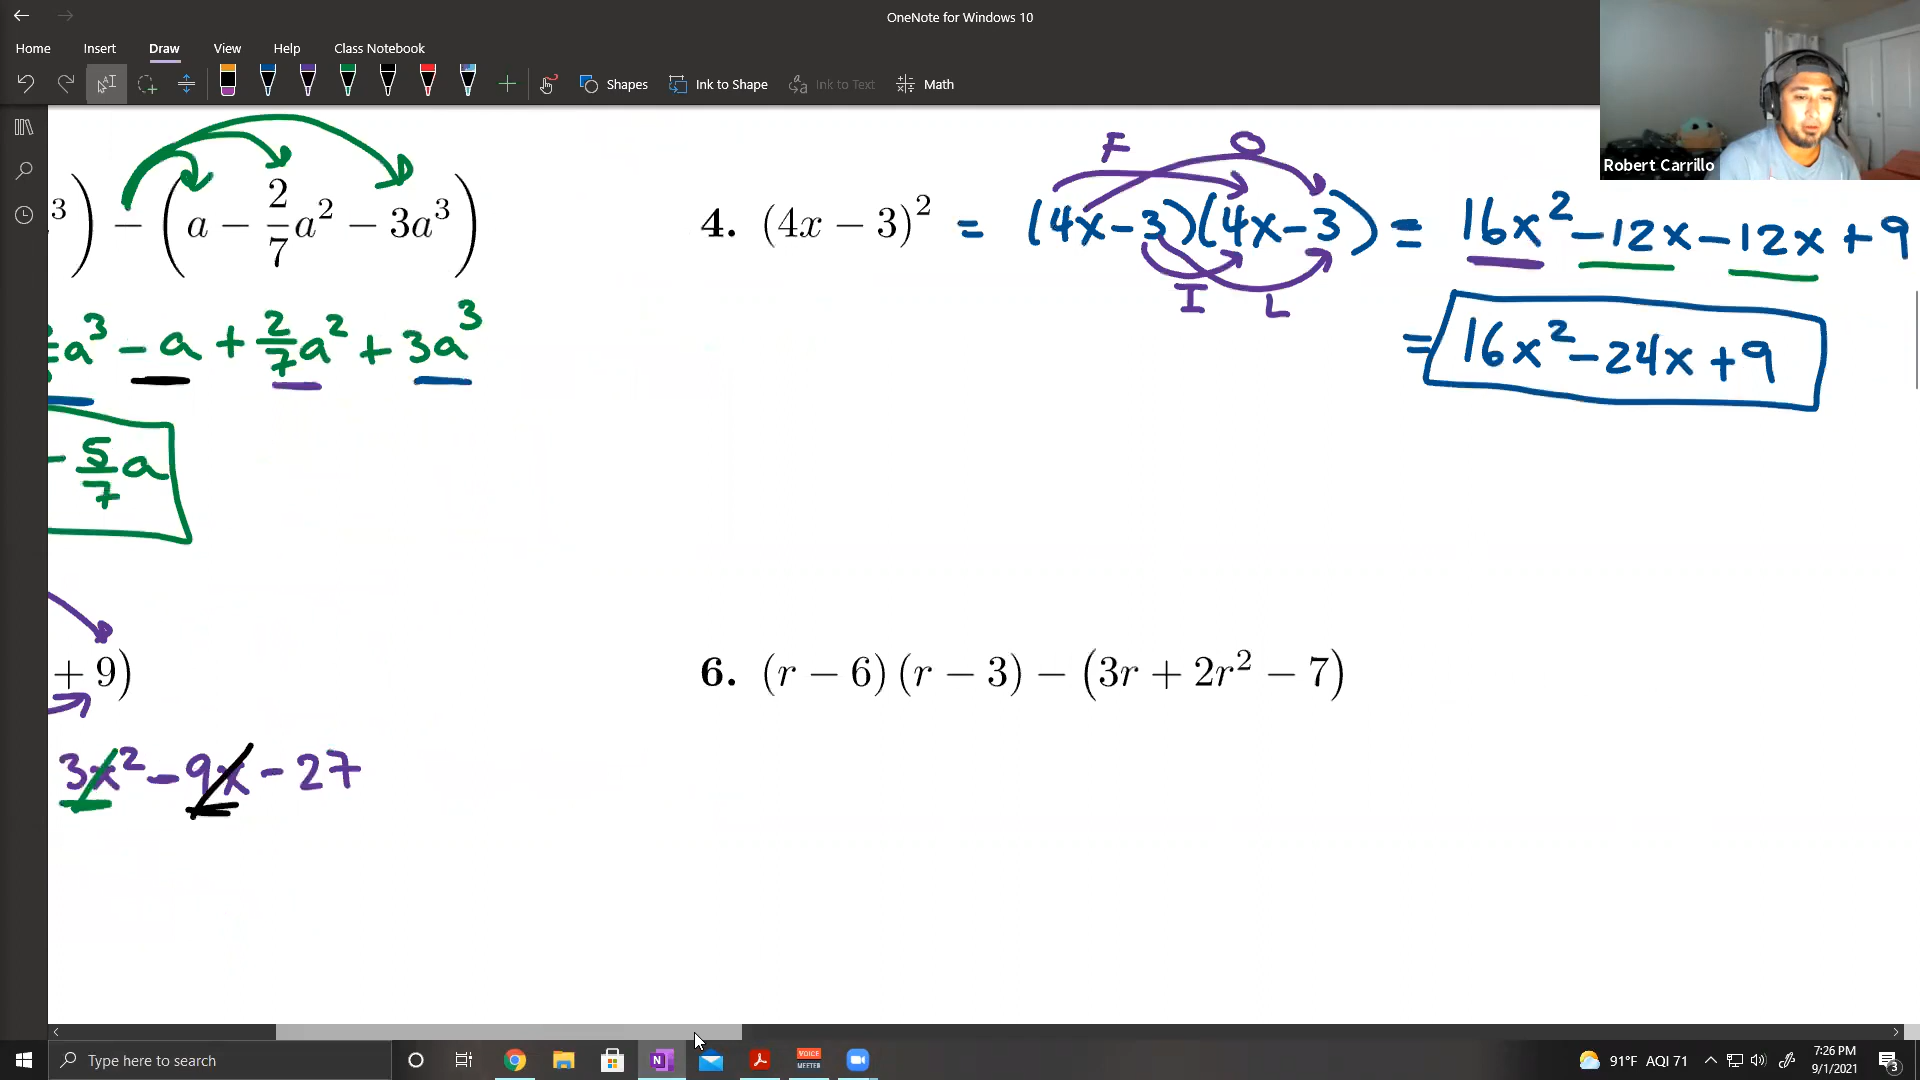 OneNote for Windows 10
Home Insert Draw View Help Class Notebook
Shapes Ink to Shape Ink to Text Math
Robert Carrillo
³) − (a − 2/7 a² − 3a³)
a³ − a + 2/7 a² + 3a³
− 5/7 a
+ 9)
3x² − 9x − 27
F O
4. (4x − 3)² = (4x−3)(4x−3) = 16x² − 12x − 12x + 9
I L
= 16x² − 24x + 9
6. (r − 6)(r − 3) − (3r + 2r² − 7)
Type here to search
VOICE
MEETER
91°F AQI 71
7:26 PM
9/1/2021
3